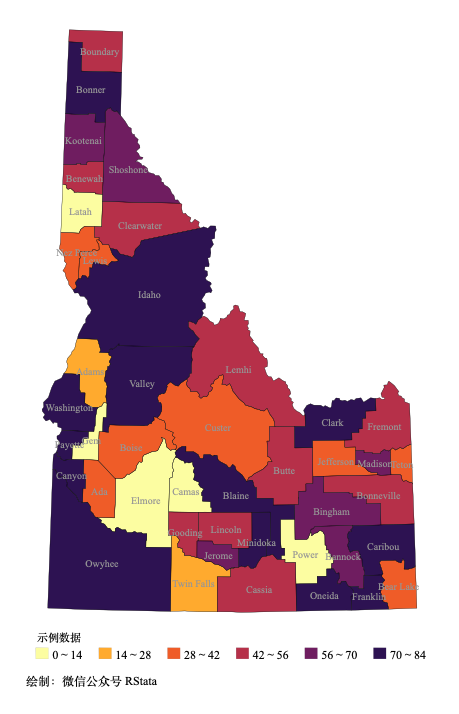 Boundary
Bonner
Kootenai
Shoshone
Benewah
Latah
Clearwater
Nez Perce
Lewis
Idaho
Lemhi
Adams
Valley
Washington
Custer
Clark
Fremont
Payette
Gem
Boise
Jefferson
Madison
Teton
Butte
Canyon
Ada
Elmore
Camas
Blaine
Bonneville
Bingham
Gooding
Lincoln
Minidoka
Jerome
Power
Bannock
Caribou
Owyhee
Twin Falls
Cassia
Oneida
Franklin
Bear Lake
示例数据
0 ~ 14 14 ~ 28 28 ~ 42 42 ~ 56 56 ~ 70 70 ~ 84
绘制：微信公众号 RStata